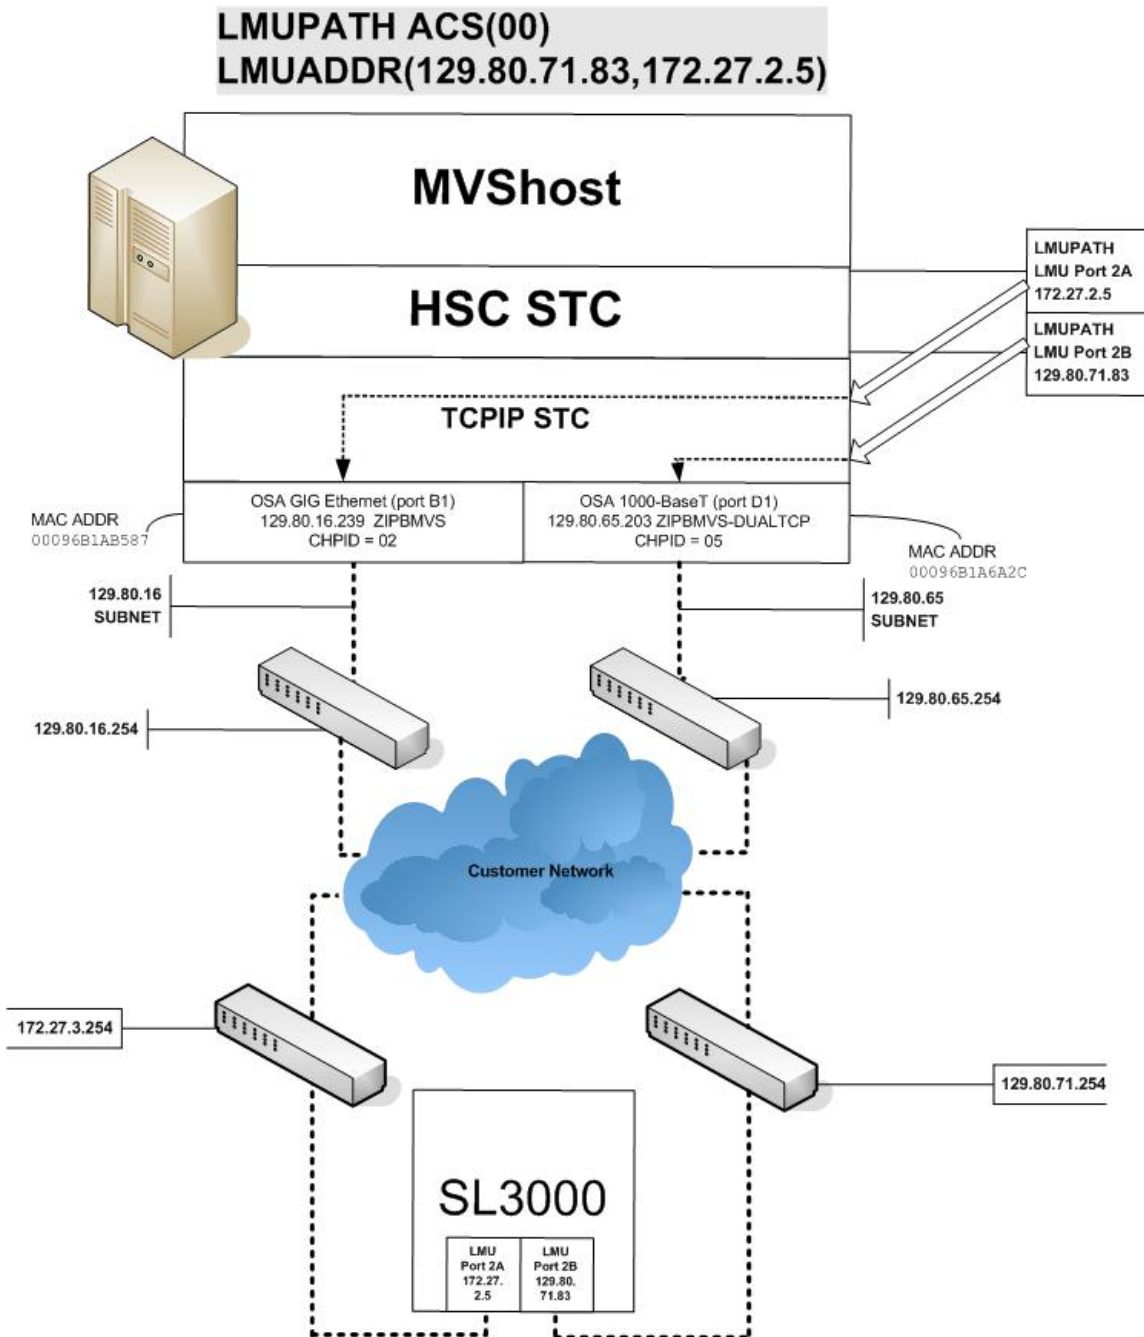 LMUPATH ACS(00)
LMUADDR(129.80.71.83,172.27.2.5)
MVShost
HSC STC
LMUPATH
LMU Port 2A
172.27.2.5
LMUPATH
LMU Port 2B
129.80.71.83
TCPIP STC
OSA GIG Ethernet (port B1)
129.80.16.239 ZIPBMVS
CHPID = 02
OSA 1000-BaseT (port D1)
129.80.65.203 ZIPBMVS-DUALTCP
CHPID = 05
MAC ADDR
00096B1AB587
MAC ADDR
00096B1A6A2C
129.80.16
SUBNET
129.80.65
SUBNET
129.80.16.254
129.80.65.254
Customer Network
172.27.3.254
129.80.71.254
SL3000
LMU
Port 2A
172.27.
2.5
LMU
Port 2B
129.80.
71.83